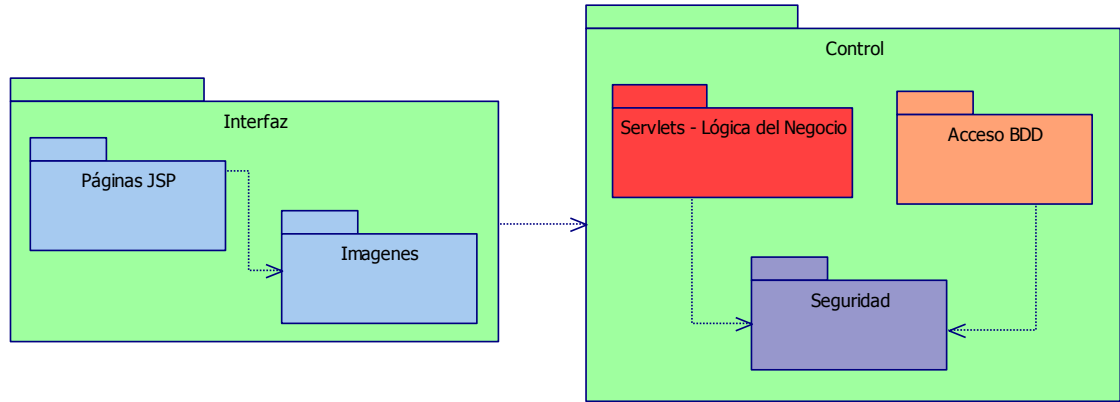 Interfaz
Páginas JSP
Imagenes
Control
Servlets - Lógica del Negocio
Acceso BDD
Seguridad